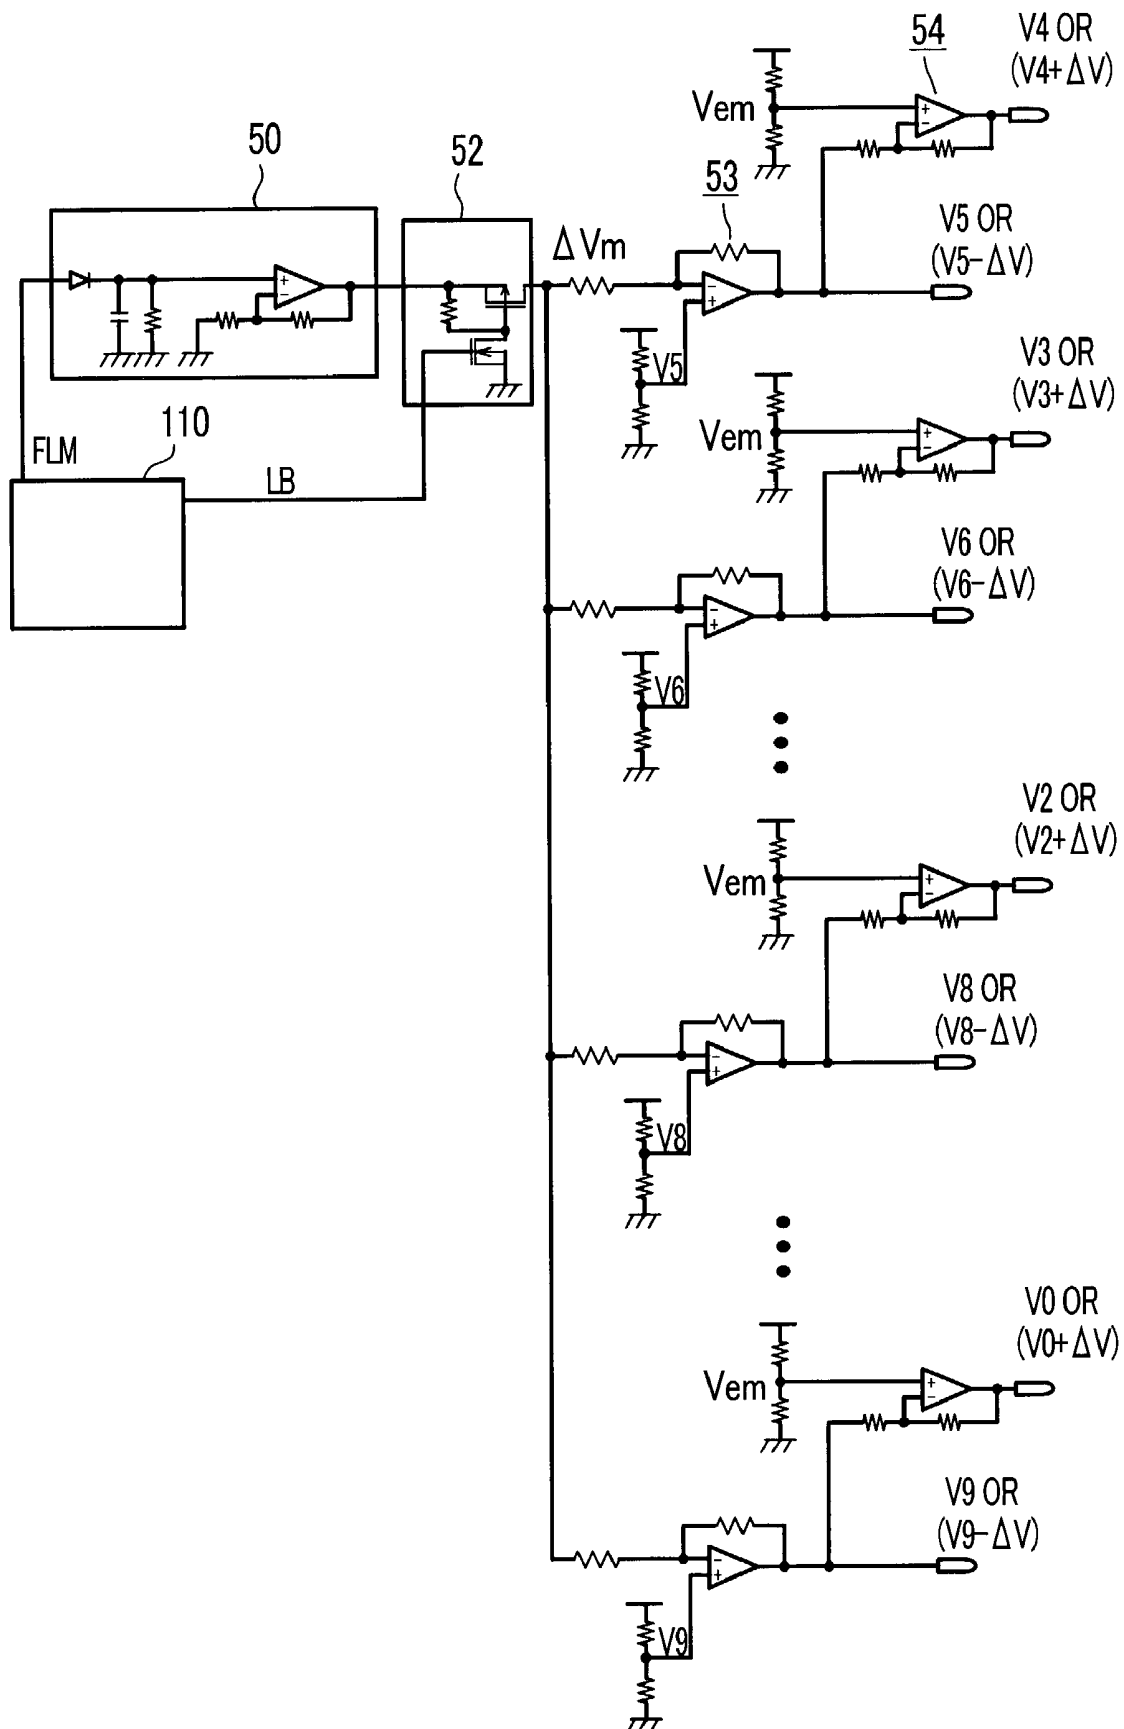 54
V4 OR
(V4+ΔV)
Vem
50
52
53
ΔVm
V5 OR
(V5-ΔV)
V5
V3 OR
(V3+ΔV)
Vem
110
FLM
LB
V6 OR
(V6-ΔV)
V6
V2 OR
(V2+ΔV)
Vem
V8 OR
(V8-ΔV)
V8
V0 OR
(V0+ΔV)
Vem
V9 OR
(V9-ΔV)
V9